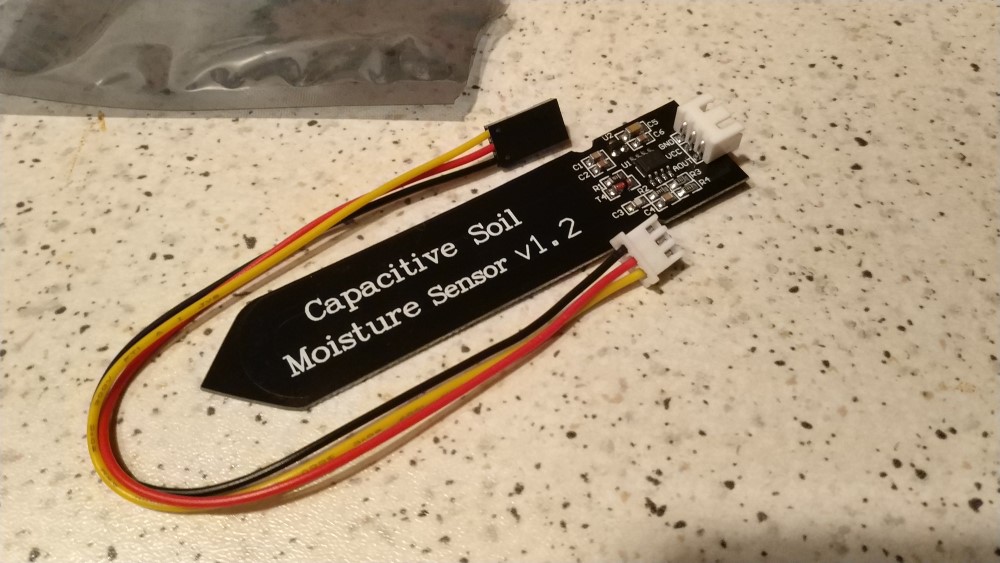 Capacitive Soil
Moisture Sensor v1.2
U2
C5
C6
GND
VCC
AOUT
U1
C1
C2
R1
T4
R2
R3
R4
C3
C4